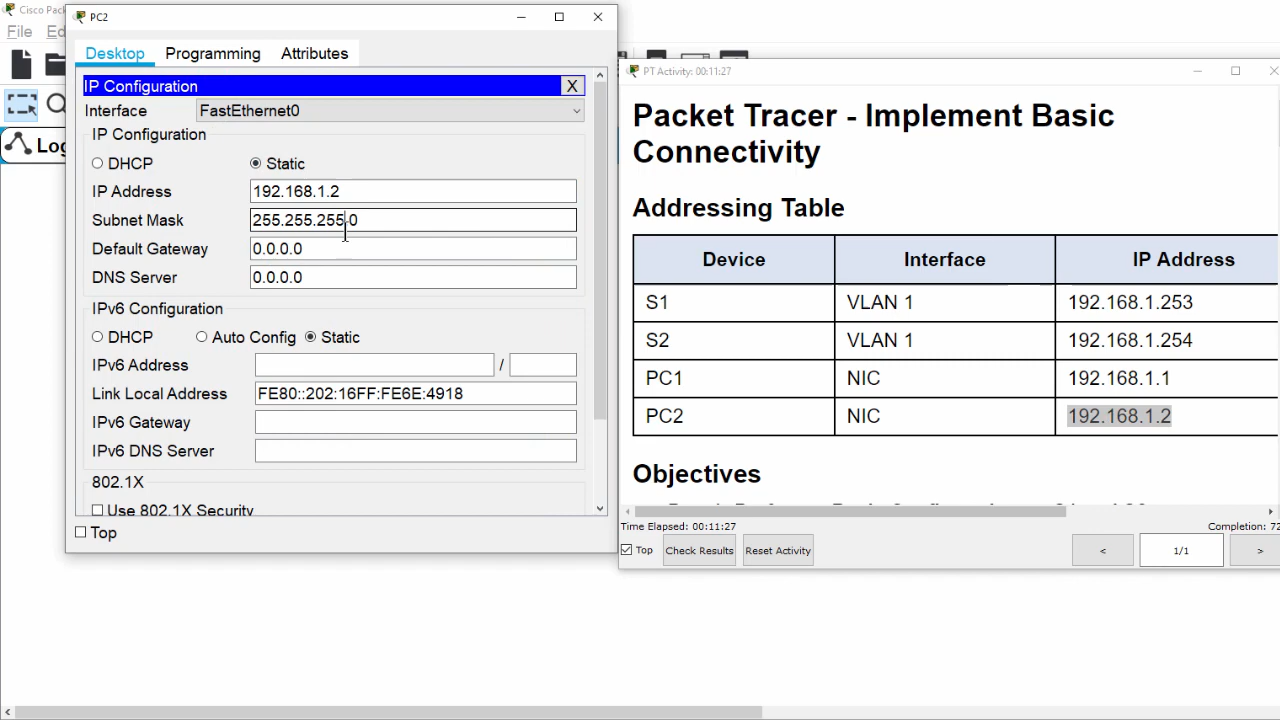 Cisco Pack
File Ed
Log
PC2
Desktop Programming Attributes
IP Configuration X
Interface FastEthernet0
IP Configuration
DHCP Static
IP Address 192.168.1.2
Subnet Mask 255.255.255.0
Default Gateway 0.0.0.0
DNS Server 0.0.0.0
IPv6 Configuration
DHCP Auto Config Static
IPv6 Address /
Link Local Address FE80::202:16FF:FE6E:4918
IPv6 Gateway
IPv6 DNS Server
802.1X
Use 802.1X Security
Top
PT Activity: 00:11:27
Packet Tracer - Implement Basic
Connectivity
Addressing Table
Device Interface IP Address
S1 VLAN 1 192.168.1.253
S2 VLAN 1 192.168.1.254
PC1 NIC 192.168.1.1
PC2 NIC 192.168.1.2
Objectives
Time Elapsed: 00:11:27 Completion: 72
Top Check Results Reset Activity < 1/1 >